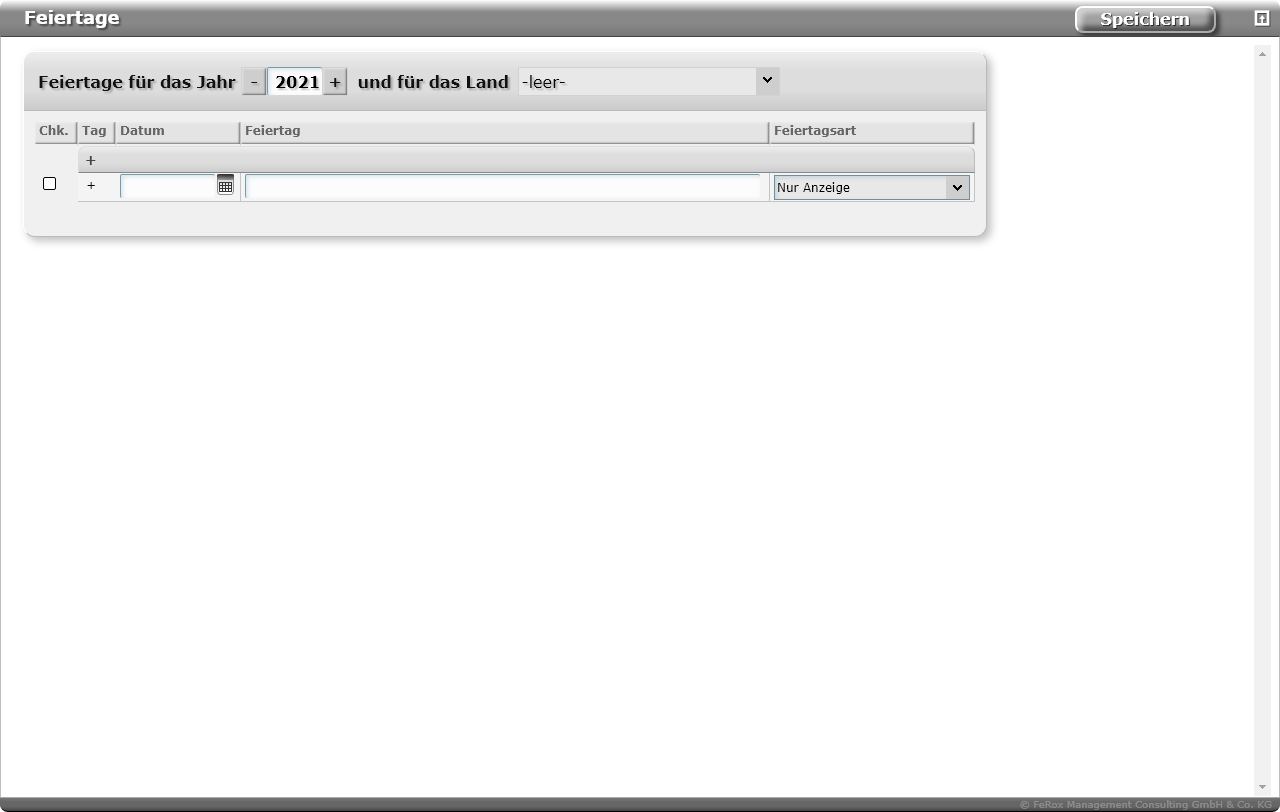 Feiertage Speichern
Feiertage für das Jahr - 2021 + und für das Land -leer-
Chk. Tag Datum Feiertag Feiertagsart
+
+ Nur Anzeige
© FeRox Management Consulting GmbH & Co. KG